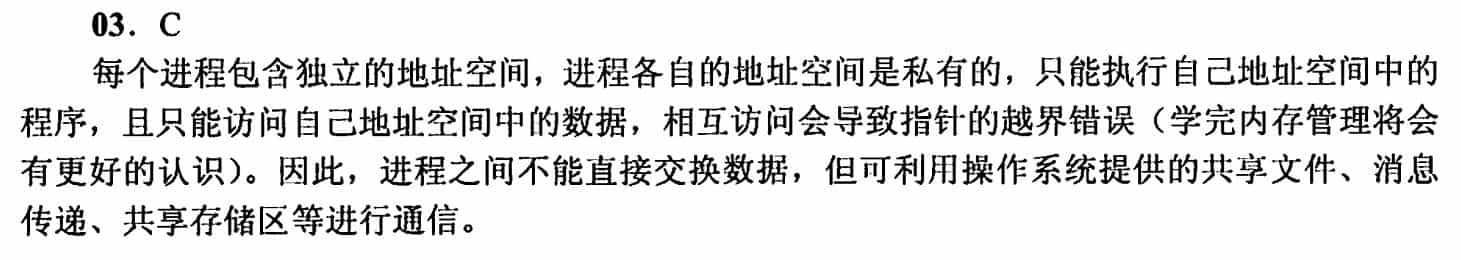 03. C
每个进程包含独立的地址空间，进程各自的地址空间是私有的，只能执行自己地址空间中的
程序，且只能访问自己地址空间中的数据，相互访问会导致指针的越界错误（学完内存管理将会
有更好的认识）。因此，进程之间不能直接交换数据，但可利用操作系统提供的共享文件、消息
传递、共享存储区等进行通信。